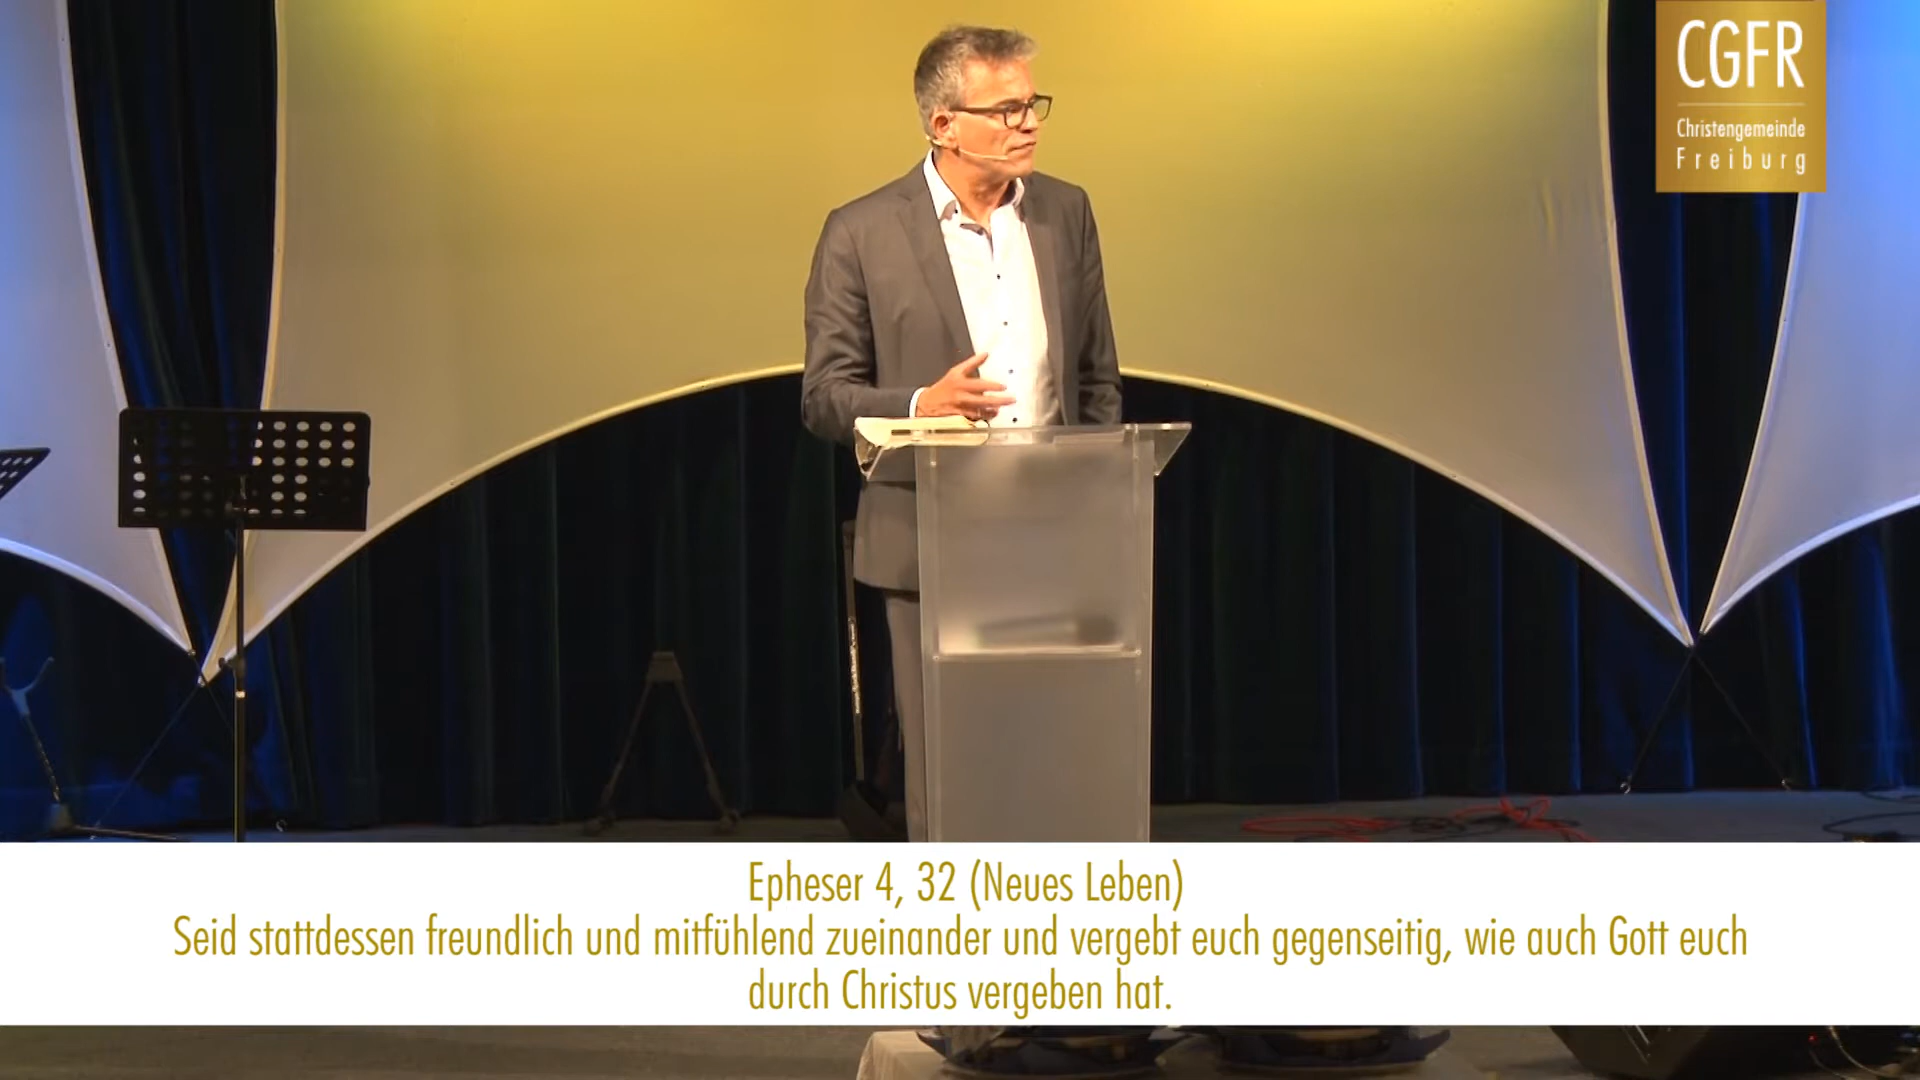 CGFR
Christengemeinde
Freiburg
Epheser 4, 32 (Neues Leben)
Seid stattdessen freundlich und mitfühlend zueinander und vergebt euch gegenseitig, wie auch Gott euch
durch Christus vergeben hat.